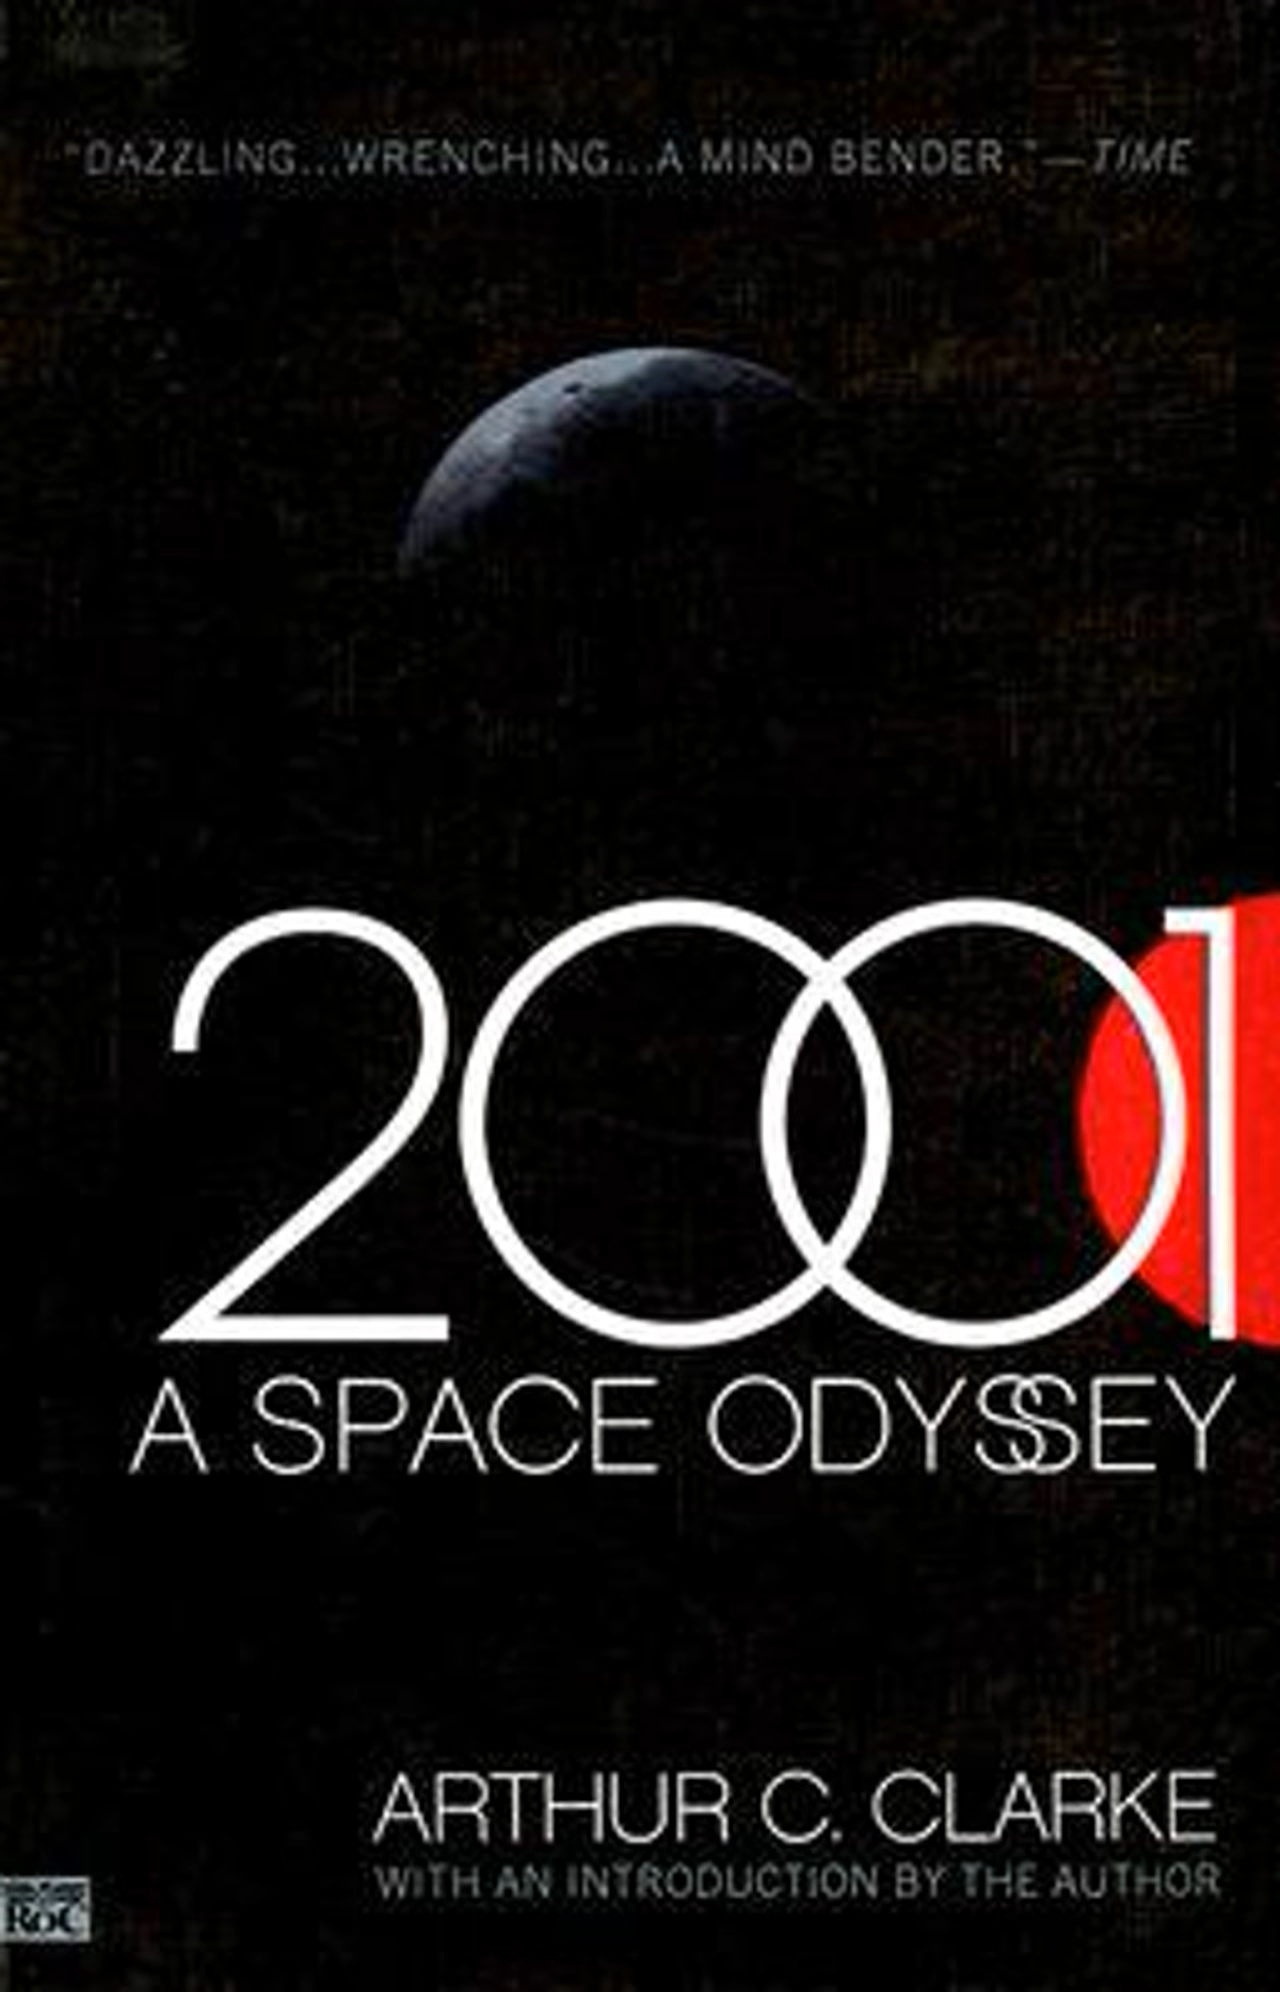 "DAZZLING...WRENCHING...A MIND BENDER."—TIME
2001
A SPACE ODYSSEY
ARTHUR C. CLARKE
WITH AN INTRODUCTION BY THE AUTHOR
ROC